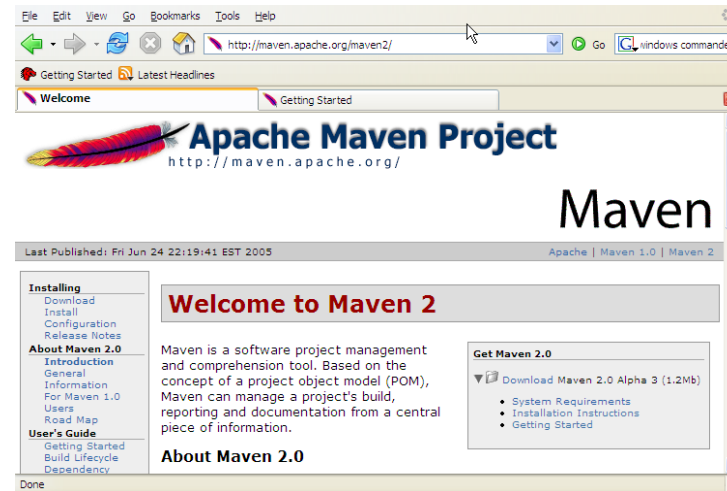 File Edit View Go Bookmarks Tools Help
http://maven.apache.org/maven2/ Go G windows commande
Getting Started Latest Headlines
Welcome Getting Started
Apache Maven Project
http://maven.apache.org/
Maven
Last Published: Fri Jun 24 22:19:41 EST 2005 Apache | Maven 1.0 | Maven 2
Installing
Download
Install
Configuration
Release Notes
About Maven 2.0
Introduction
General
Information
For Maven 1.0
Users
Road Map
User's Guide
Getting Started
Build Lifecycle
Dependency
Welcome to Maven 2
Maven is a software project management
and comprehension tool. Based on the
concept of a project object model (POM),
Maven can manage a project's build,
reporting and documentation from a central
piece of information.
About Maven 2.0
Get Maven 2.0
Download Maven 2.0 Alpha 3 (1.2Mb)
System Requirements
Installation Instructions
Getting Started
Done